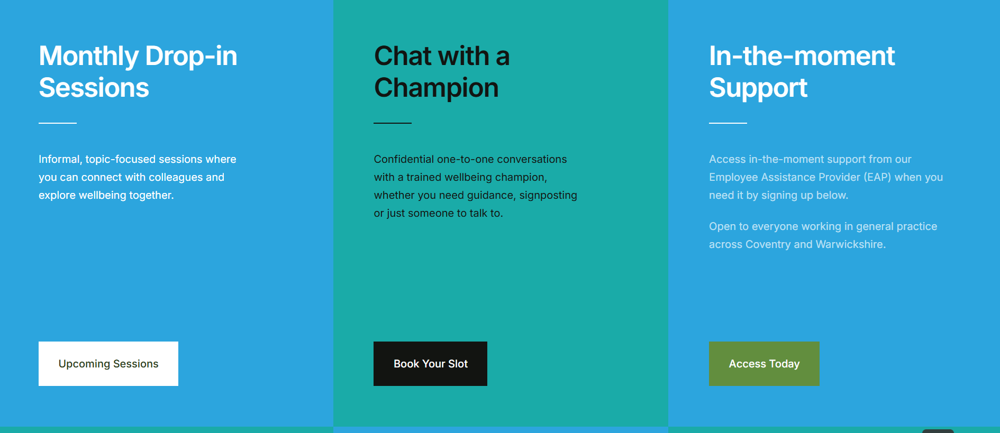 Monthly Drop-in
Sessions
Informal, topic-focused sessions where
you can connect with colleagues and
explore wellbeing together.
Upcoming Sessions
Chat with a
Champion
Confidential one-to-one conversations
with a trained wellbeing champion,
whether you need guidance, signposting
or just someone to talk to.
Book Your Slot
In-the-moment
Support
Access in-the-moment support from our
Employee Assistance Provider (EAP) when you
need it by signing up below.
Open to everyone working in general practice
across Coventry and Warwickshire.
Access Today